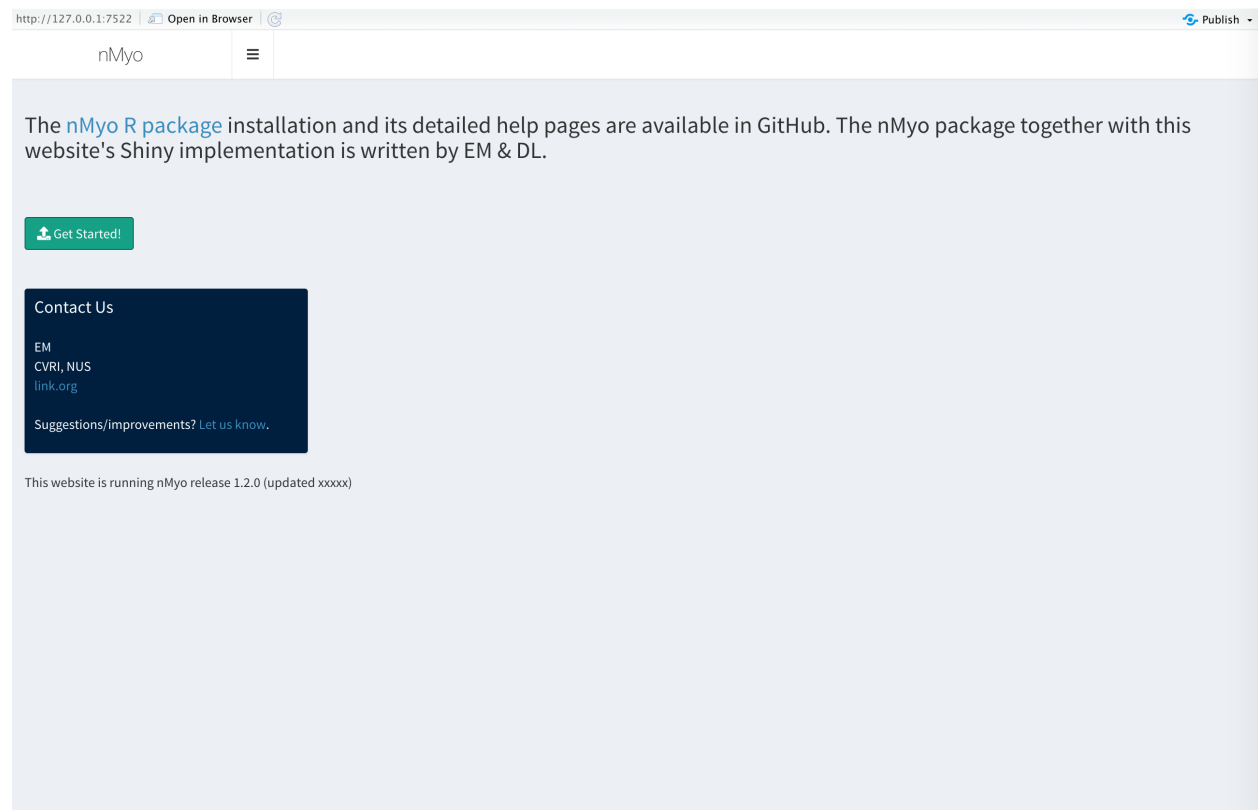 http://127.0.0.1:7522 Open in Browser Publish
nMyo
The nMyo R package installation and its detailed help pages are available in GitHub. The nMyo package together with this
website's Shiny implementation is written by EM & DL.
Get Started!
Contact Us
EM
CVRI, NUS
link.org
Suggestions/improvements? Let us know.
This website is running nMyo release 1.2.0 (updated xxxxx)